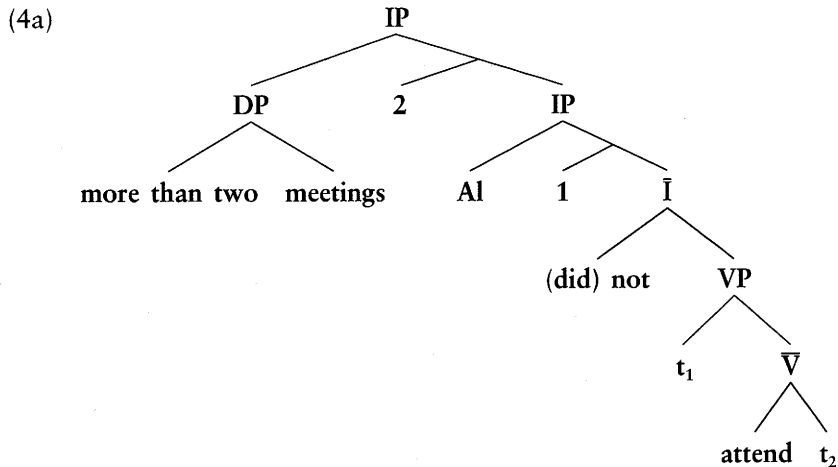 (4a) IP
DP 2 IP
more than two meetings Al 1 Ī
(did) not VP
t₁ V̅
attend t₂